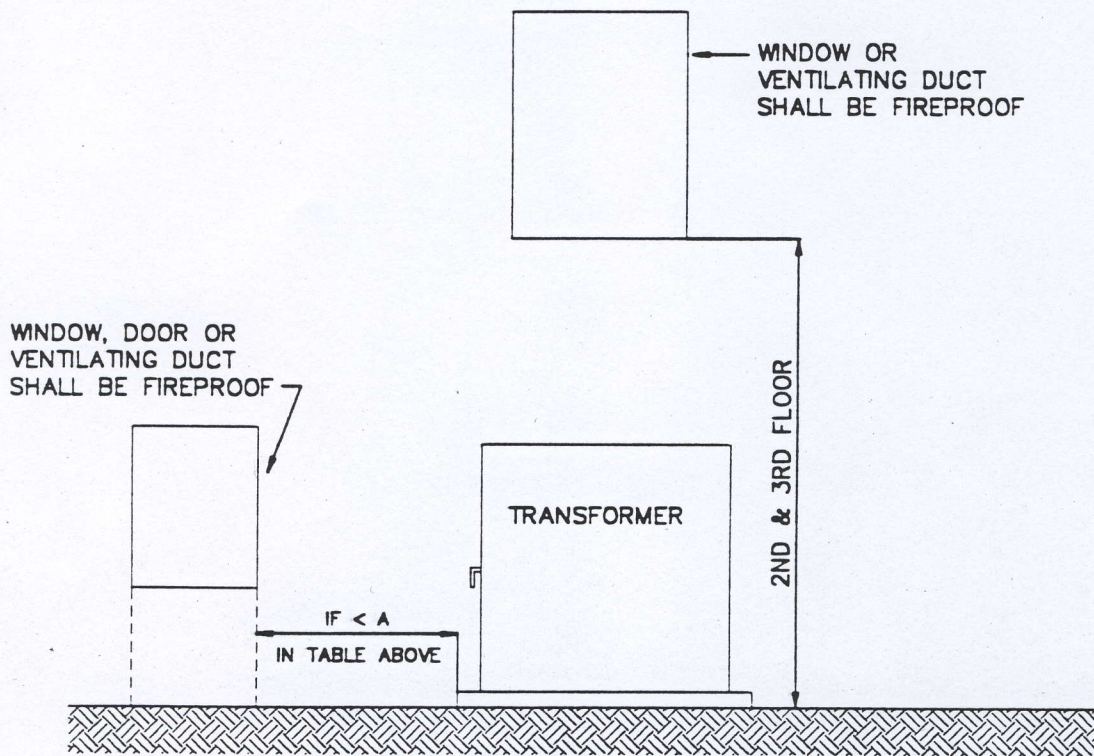 WINDOW OR
VENTILATING DUCT
SHALL BE FIREPROOF
WINDOW, DOOR OR
VENTILATING DUCT
SHALL BE FIREPROOF
2ND & 3RD FLOOR
TRANSFORMER
IF < A
IN TABLE ABOVE